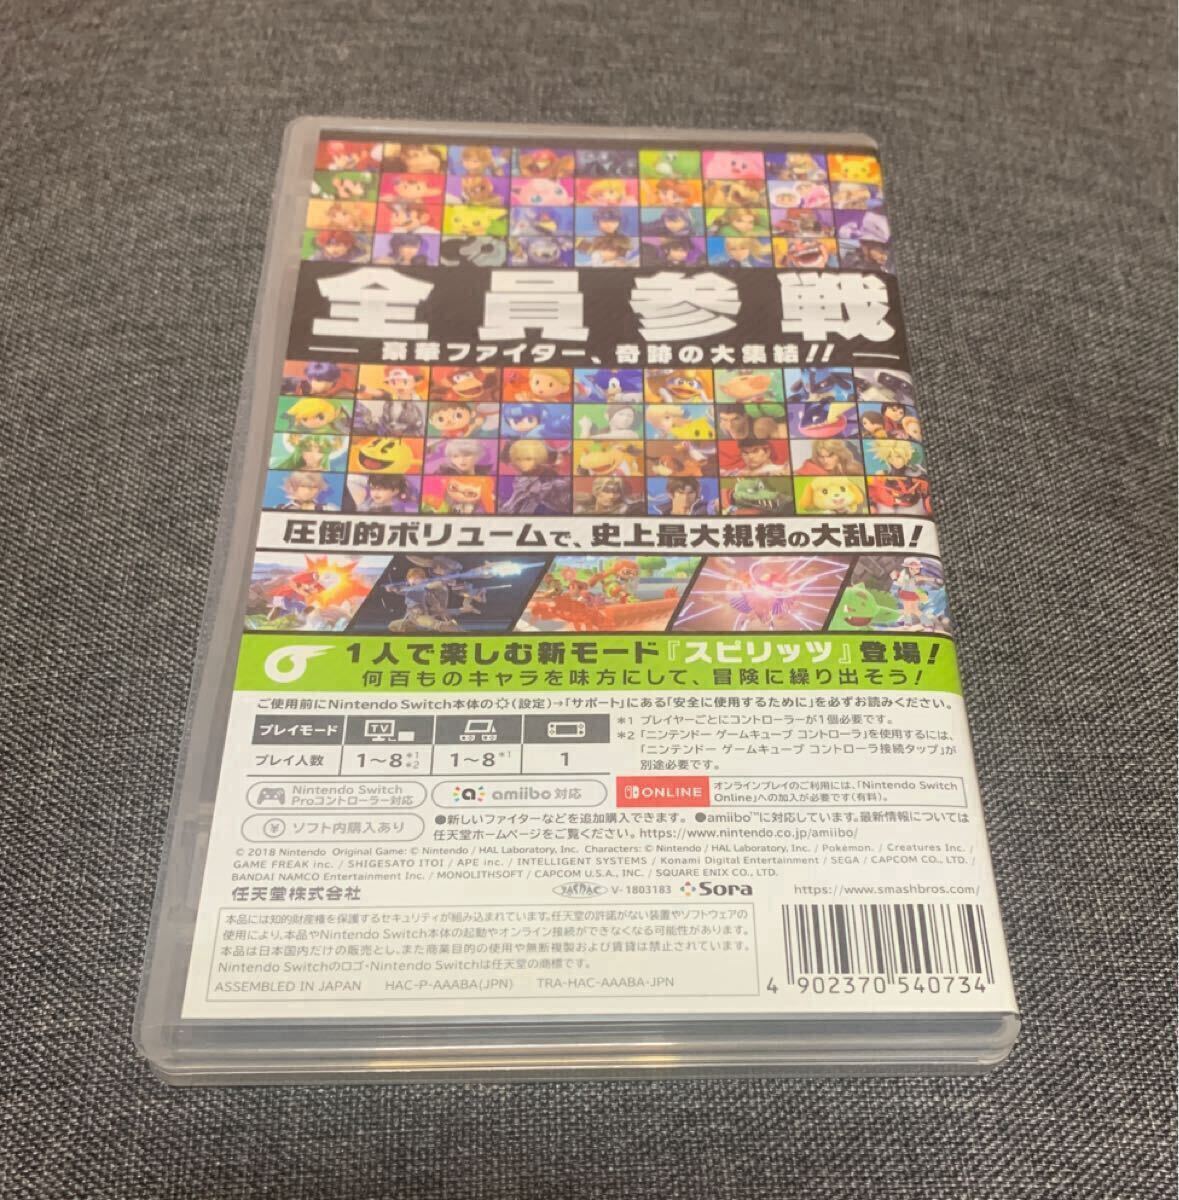 全員参戦
豪華ファイター、奇跡の大集結!!
圧倒的ボリュームで、史上最大規模の大乱闘!
1人で楽しむ新モード『スピリッツ』登場!
何百ものキャラを味方にして、冒険に繰り出そう!
ご使用前にNintendo Switch本体の(設定)→「サポート」にある「安全に使用するために」を必ずお読みください。
プレイモード TV
プレイ人数 1~8 *1 *2 1~8 *1 1
*1 プレイヤーごとにコントローラーが1個必要です。
*2 「ニンテンドー ゲームキューブ コントローラ」を使用するには、
「ニンテンドー ゲームキューブ コントローラ接続タップ」が
別途必要です。
Nintendo Switch
Proコントローラー対応
amiibo 対応
ONLINE
オンラインプレイのご利用には、「Nintendo Switch
Online」への加入が必要です(有料)。
¥ ソフト内購入あり
●新しいファイターなどを追加購入できます。 ●amiibo™に対応しています。最新情報については
任天堂ホームページをご覧ください。https://www.nintendo.co.jp/amiibo/
© 2018 Nintendo Original Game: © Nintendo / HAL Laboratory, Inc. Characters: © Nintendo / HAL Laboratory, Inc. / Pokémon. / Creatures Inc. /
GAME FREAK inc. / SHIGESATO ITOI / APE inc. / INTELLIGENT SYSTEMS / Konami Digital Entertainment / SEGA / CAPCOM CO., LTD. /
BANDAI NAMCO Entertainment Inc. / MONOLITHSOFT / CAPCOM U.S.A., INC. / SQUARE ENIX CO., LTD.
任天堂株式会社
JASRAC V-1803183 Sora https://www.smashbros.com/
本品には知的財産権を保護するセキュリティが組み込まれています。任天堂の許諾がない装置やソフトウェアの
使用により、本品やNintendo Switch本体の起動やオンライン接続ができなくなる可能性があります。
本品は日本国内だけの販売とし、また商業目的の使用や無断複製および賃貸は禁止されています。
Nintendo Switchのロゴ・Nintendo Switchは任天堂の商標です。
ASSEMBLED IN JAPAN HAC-P-AAABA(JPN) TRA-HAC-AAABA-JPN
4 902370 540734